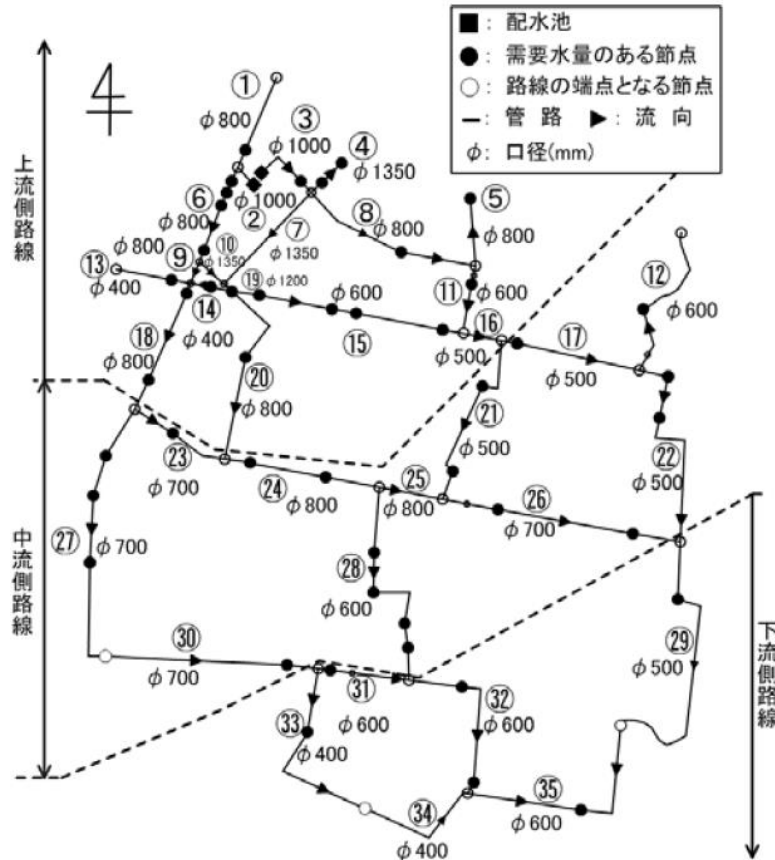 ■: 配水池
●: 需要水量のある節点
○: 路線の端点となる節点
━: 管 路 ▶: 流 向
φ: 口径(mm)
上流側路線
中流側路線
下流側路線
①
φ800
③
φ1000
④
φ1350
⑥
φ800
φ1000
②
⑦
φ1350
⑧
φ800
⑤
φ800
⑬
φ400
φ800
⑨
⑩
φ1350
⑭
φ400
⑲
φ1200
φ600
⑮
⑪
φ600
⑯
φ500
⑰
φ500
⑫
φ600
⑱
φ800
⑳
φ800
㉑
φ500
㉒
φ500
㉓
φ700
㉔
φ800
㉕
φ800
㉖
φ700
㉗
φ700
㉘
φ600
㉙
φ500
㉚
φ700
㉛
φ600
㉜
φ600
㉝
φ400
㉞
φ400
㉟
φ600